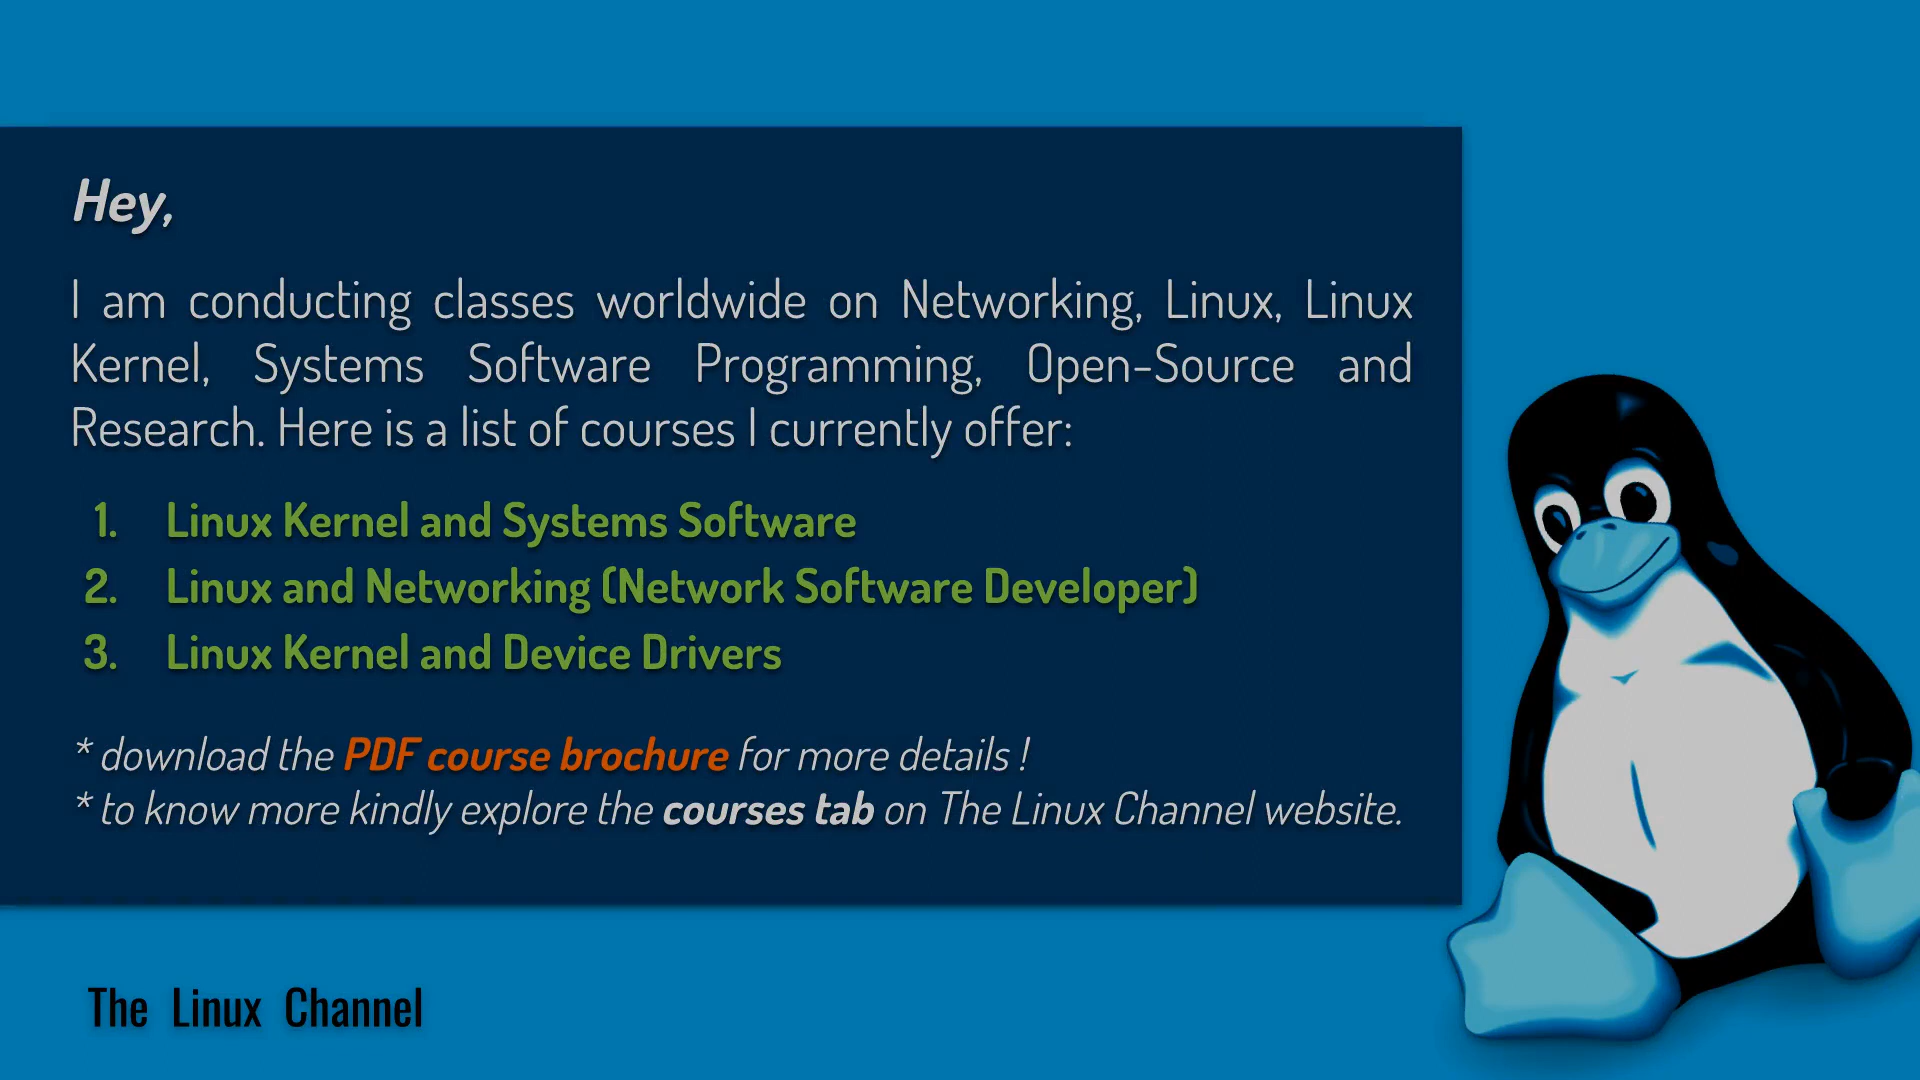 Hey,
I am conducting classes worldwide on Networking, Linux, Linux
Kernel, Systems Software Programming, Open-Source and
Research. Here is a list of courses I currently offer:
1. Linux Kernel and Systems Software
2. Linux and Networking (Network Software Developer)
3. Linux Kernel and Device Drivers
* download the PDF course brochure for more details !
* to know more kindly explore the courses tab on The Linux Channel website.
The Linux Channel